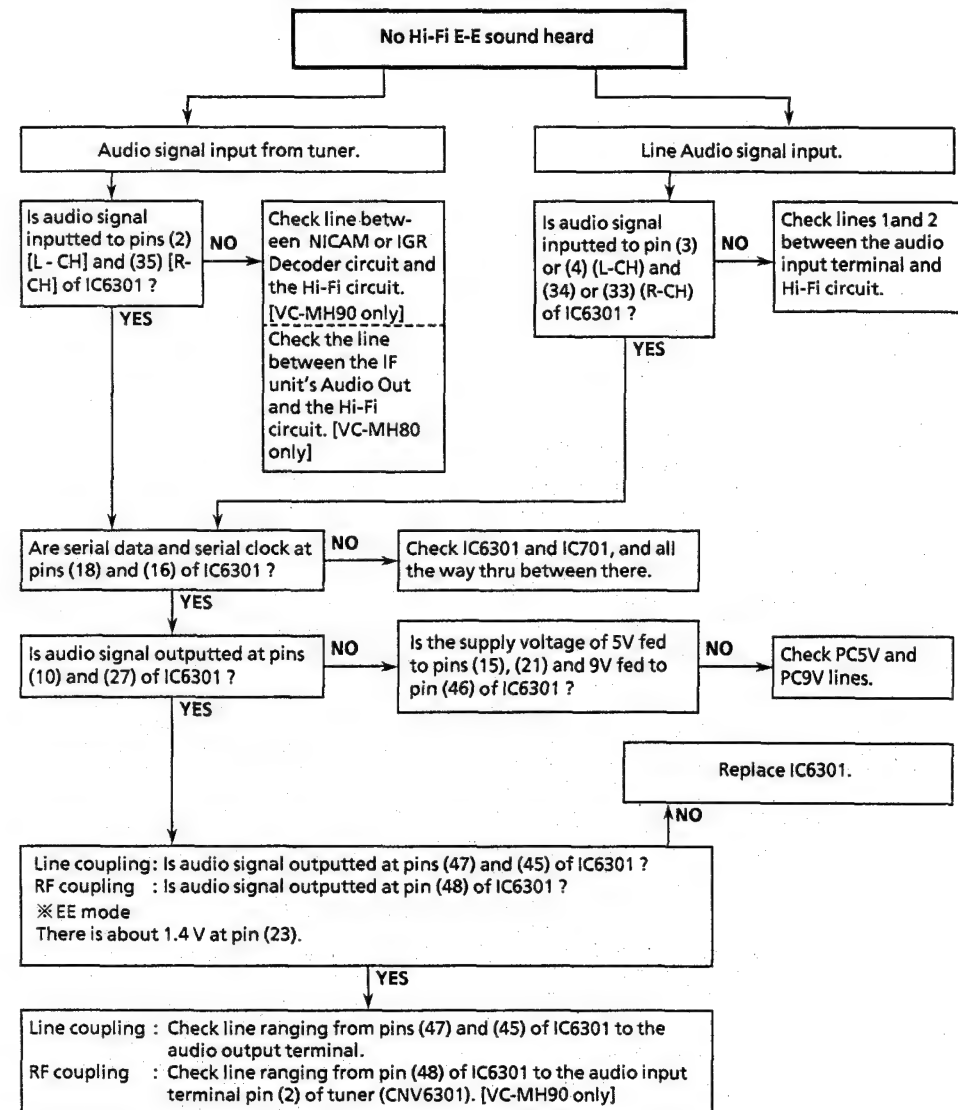 No Hi-Fi E-E sound heard
Audio signal input from tuner.
Line Audio signal input.
Is audio signal
inputted to pins (2)
[L - CH] and (35) [R-
CH] of IC6301 ?
NO
Check line betw-
een NICAM or IGR
Decoder circuit and
the Hi-Fi circuit.
[VC-MH90 only]
Check the line
between the IF
unit's Audio Out
and the Hi-Fi
circuit. [VC-MH80
only]
YES
Is audio signal
inputted to pin (3)
or (4) (L-CH) and
(34) or (33) (R-CH)
of IC6301 ?
NO
Check lines 1and 2
between the audio
input terminal and
Hi-Fi circuit.
YES
Are serial data and serial clock at
pins (18) and (16) of IC6301 ?
NO
Check IC6301 and IC701, and all
the way thru between there.
YES
Is audio signal outputted at pins
(10) and (27) of IC6301 ?
NO
Is the supply voltage of 5V fed
to pins (15), (21) and 9V fed to
pin (46) of IC6301 ?
NO
Check PC5V and
PC9V lines.
YES
Replace IC6301.
NO
Line coupling: Is audio signal outputted at pins (47) and (45) of IC6301 ?
RF coupling : Is audio signal outputted at pin (48) of IC6301 ?
※EE mode
There is about 1.4 V at pin (23).
YES
Line coupling : Check line ranging from pins (47) and (45) of IC6301 to the
audio output terminal.
RF coupling : Check line ranging from pin (48) of IC6301 to the audio input
terminal pin (2) of tuner (CNV6301). [VC-MH90 only]